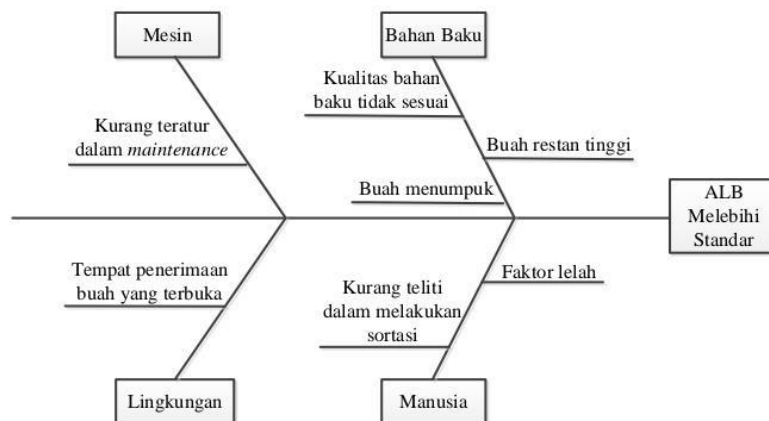 Mesin
Bahan Baku
Kualitas bahan
baku tidak sesuai
Kurang teratur
dalam maintenance
Buah restan tinggi
Buah menumpuk
ALB
Melebihi
Standar
Tempat penerimaan
buah yang terbuka
Faktor lelah
Kurang teliti
dalam melakukan
sortasi
Lingkungan
Manusia